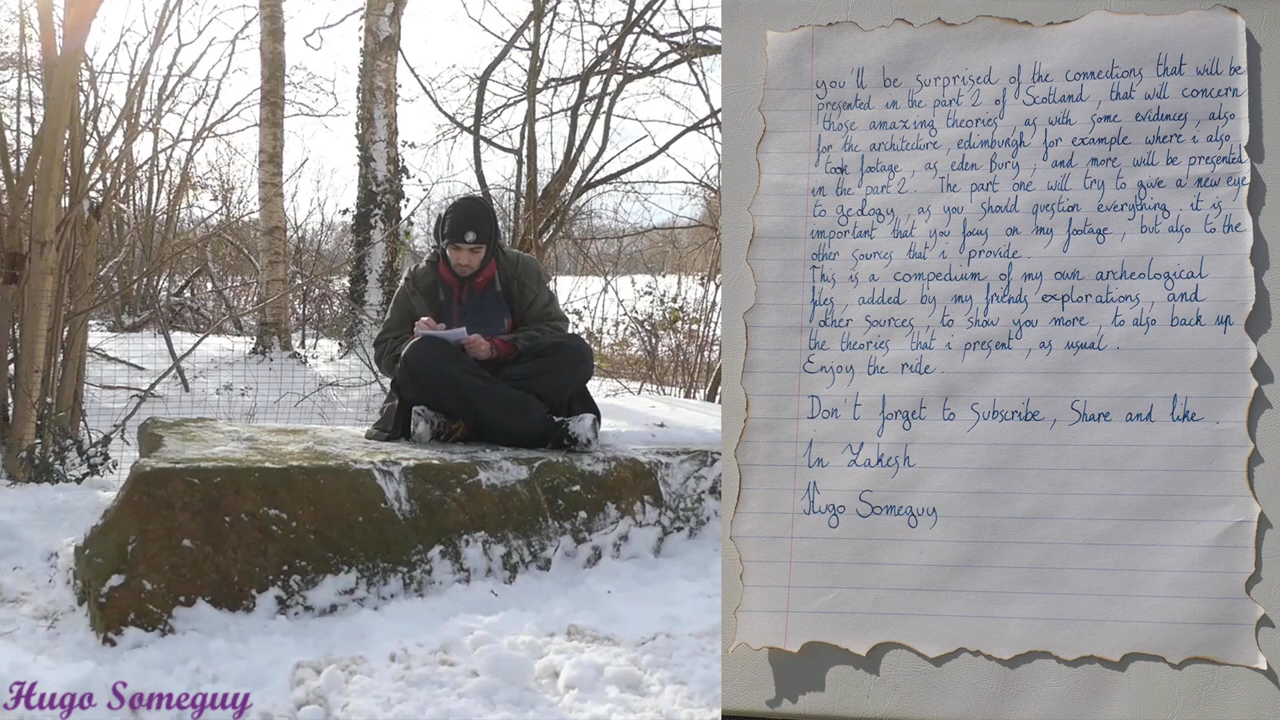 you'll be surprised of the connections that will be
presented in the part 2 of Scotland, that will concern
those amazing theories, as with some evidences, also
for the architecture, edinburgh for example where i also
took footage, as eden Bury, and more will be presented
in the part 2. The part one will try to give a new eye
to geology, as you should question everything. it is
important that you focus on my footage, but also to the
other sources that i provide.
This is a compedium of my own archeological
files, added by my friends explorations, and
other sources, to show you more, to also back up
the theories that i present, as usual.
Enjoy the ride.
Don't forget to Subscribe, Share and like.
In Lakesh
Hugo Someguy
Hugo Someguy